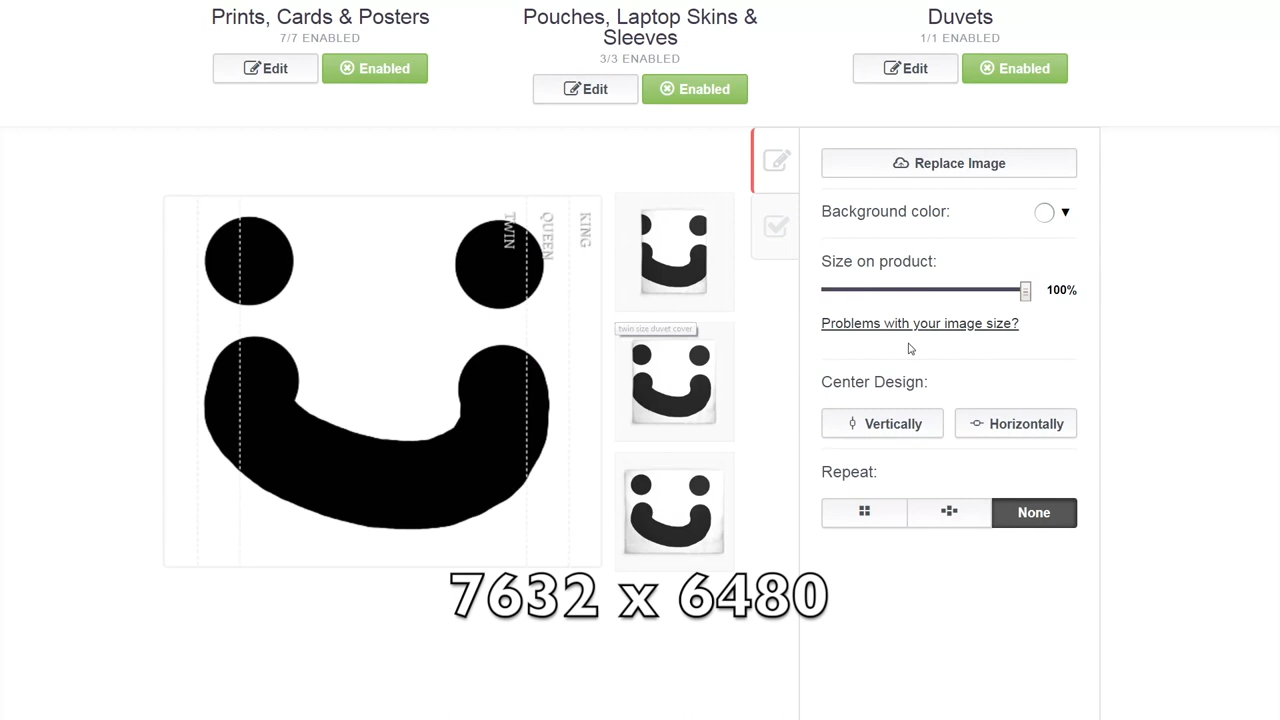 Prints, Cards & Posters
7/7 ENABLED
Edit
Enabled
Pouches, Laptop Skins &
Sleeves
3/3 ENABLED
Edit
Enabled
Duvets
1/1 ENABLED
Edit
Enabled
TWIN
QUEEN
KING
twin size duvet cover
Replace Image
Background color:
Size on product:
100%
Problems with your image size?
Center Design:
Vertically
Horizontally
Repeat:
None
7632 x 6480